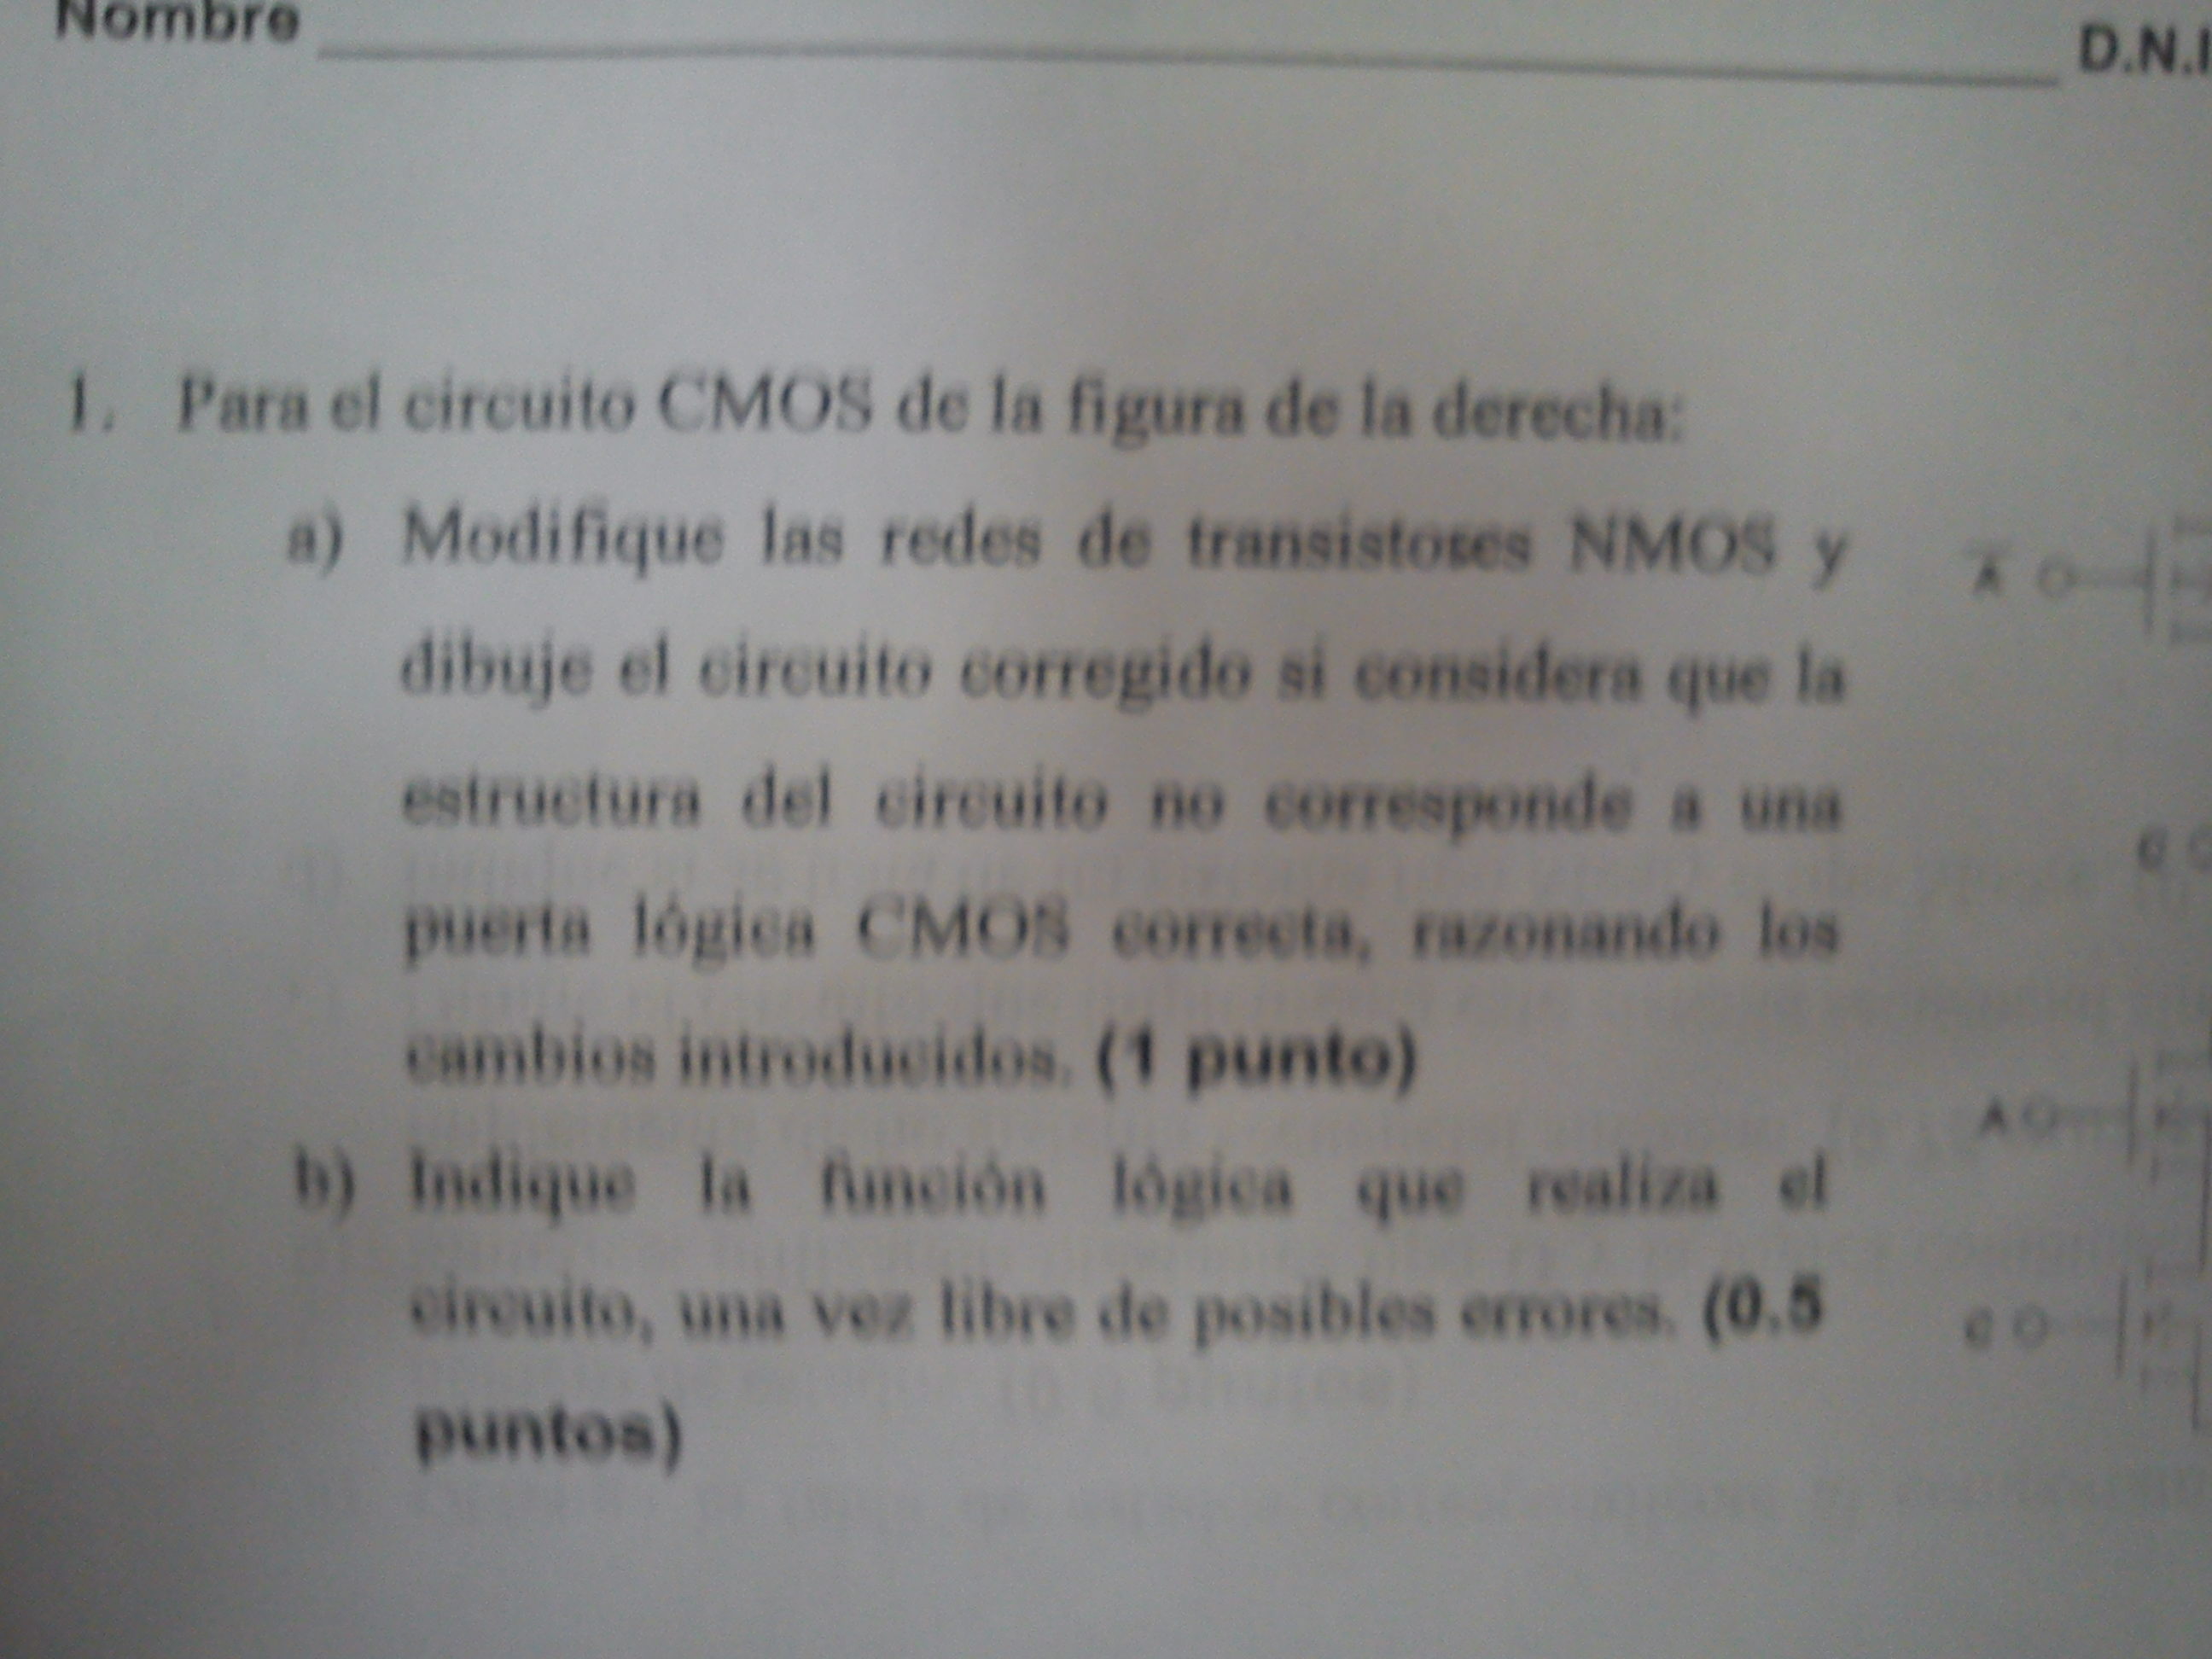 Nombre D.N.I
1. Para el circuito CMOS de la figura de la derecha:
a) Modifique las redes de transistores NMOS y
dibuje el circuito corregido si considera que la
estructura del circuito no corresponde a una
puerta lógica CMOS correcta, razonando los
cambios introducidos. (1 punto)
b) Indique la función lógica que realiza el
circuito, una vez libre de posibles errores. (0.5
puntos)
A
C
A
C